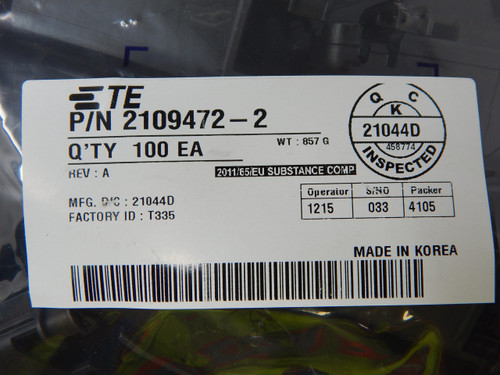 TE
P/N 2109472-2
Q'TY 100 EA
WT : 857 G
REV : A
2011/65/EU SUBSTANCE COMP
MFG. D/C : 21044D
FACTORY ID : T335
Q C
K
21044D
458774
INSPECTED
Operator S/NO Packer
1215 033 4105
MADE IN KOREA